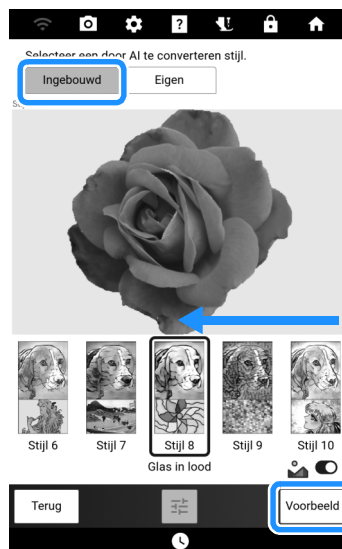 Selecteer een door AI te converteren stijl.
Ingebouwd Eigen
Stijl 6 Stijl 7 Stijl 8 Stijl 9 Stijl 10
Glas in lood
Terug Voorbeeld